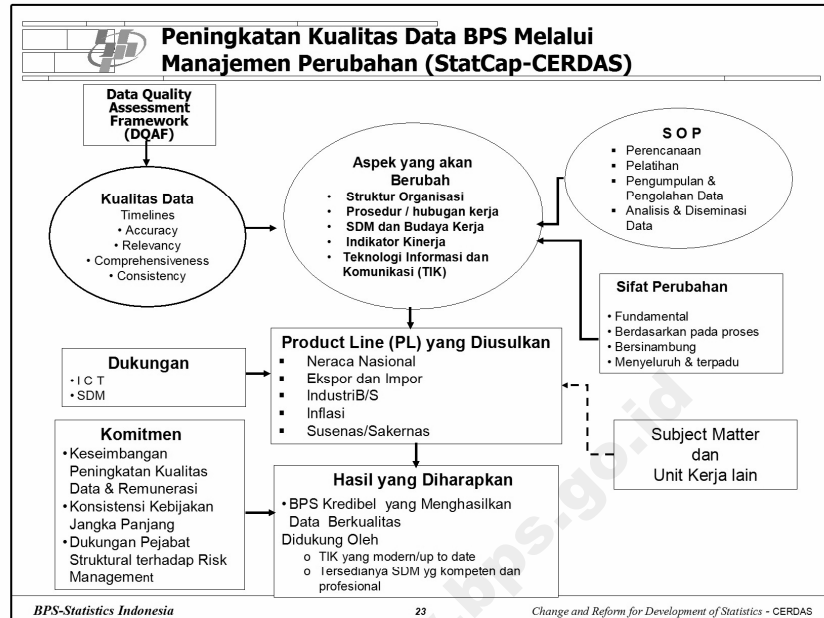 Peningkatan Kualitas Data BPS Melalui
Manajemen Perubahan (StatCap-CERDAS)
Data Quality
Assessment
Framework
(DQAF)
Kualitas Data
Timelines
• Accuracy
• Relevancy
• Comprehensiveness
• Consistency
Aspek yang akan
Berubah
• Struktur Organisasi
• Prosedur / hubugan kerja
• SDM dan Budaya Kerja
• Indikator Kinerja
• Teknologi Informasi dan
Komunikasi (TIK)
S O P
▪ Perencanaan
▪ Pelatihan
▪ Pengumpulan &
Pengolahan Data
▪ Analisis & Diseminasi
Data
Sifat Perubahan
• Fundamental
• Berdasarkan pada proses
• Bersinambung
• Menyeluruh & terpadu
Product Line (PL) yang Diusulkan
▪ Neraca Nasional
▪ Ekspor dan Impor
▪ IndustriB/S
▪ Inflasi
▪ Susenas/Sakernas
Dukungan
• I C T
• SDM
Komitmen
• Keseimbangan
Peningkatan Kualitas
Data & Remunerasi
• Konsistensi Kebijakan
Jangka Panjang
• Dukungan Pejabat
Struktural terhadap Risk
Management
Subject Matter
dan
Unit Kerja lain
Hasil yang Diharapkan
• BPS Kredibel yang Menghasilkan
Data Berkualitas
Didukung Oleh
o TIK yang modern/up to date
o Tersedianya SDM yg kompeten dan
profesional
BPS-Statistics Indonesia
23
Change and Reform for Development of Statistics - CERDAS
.bps.go.id